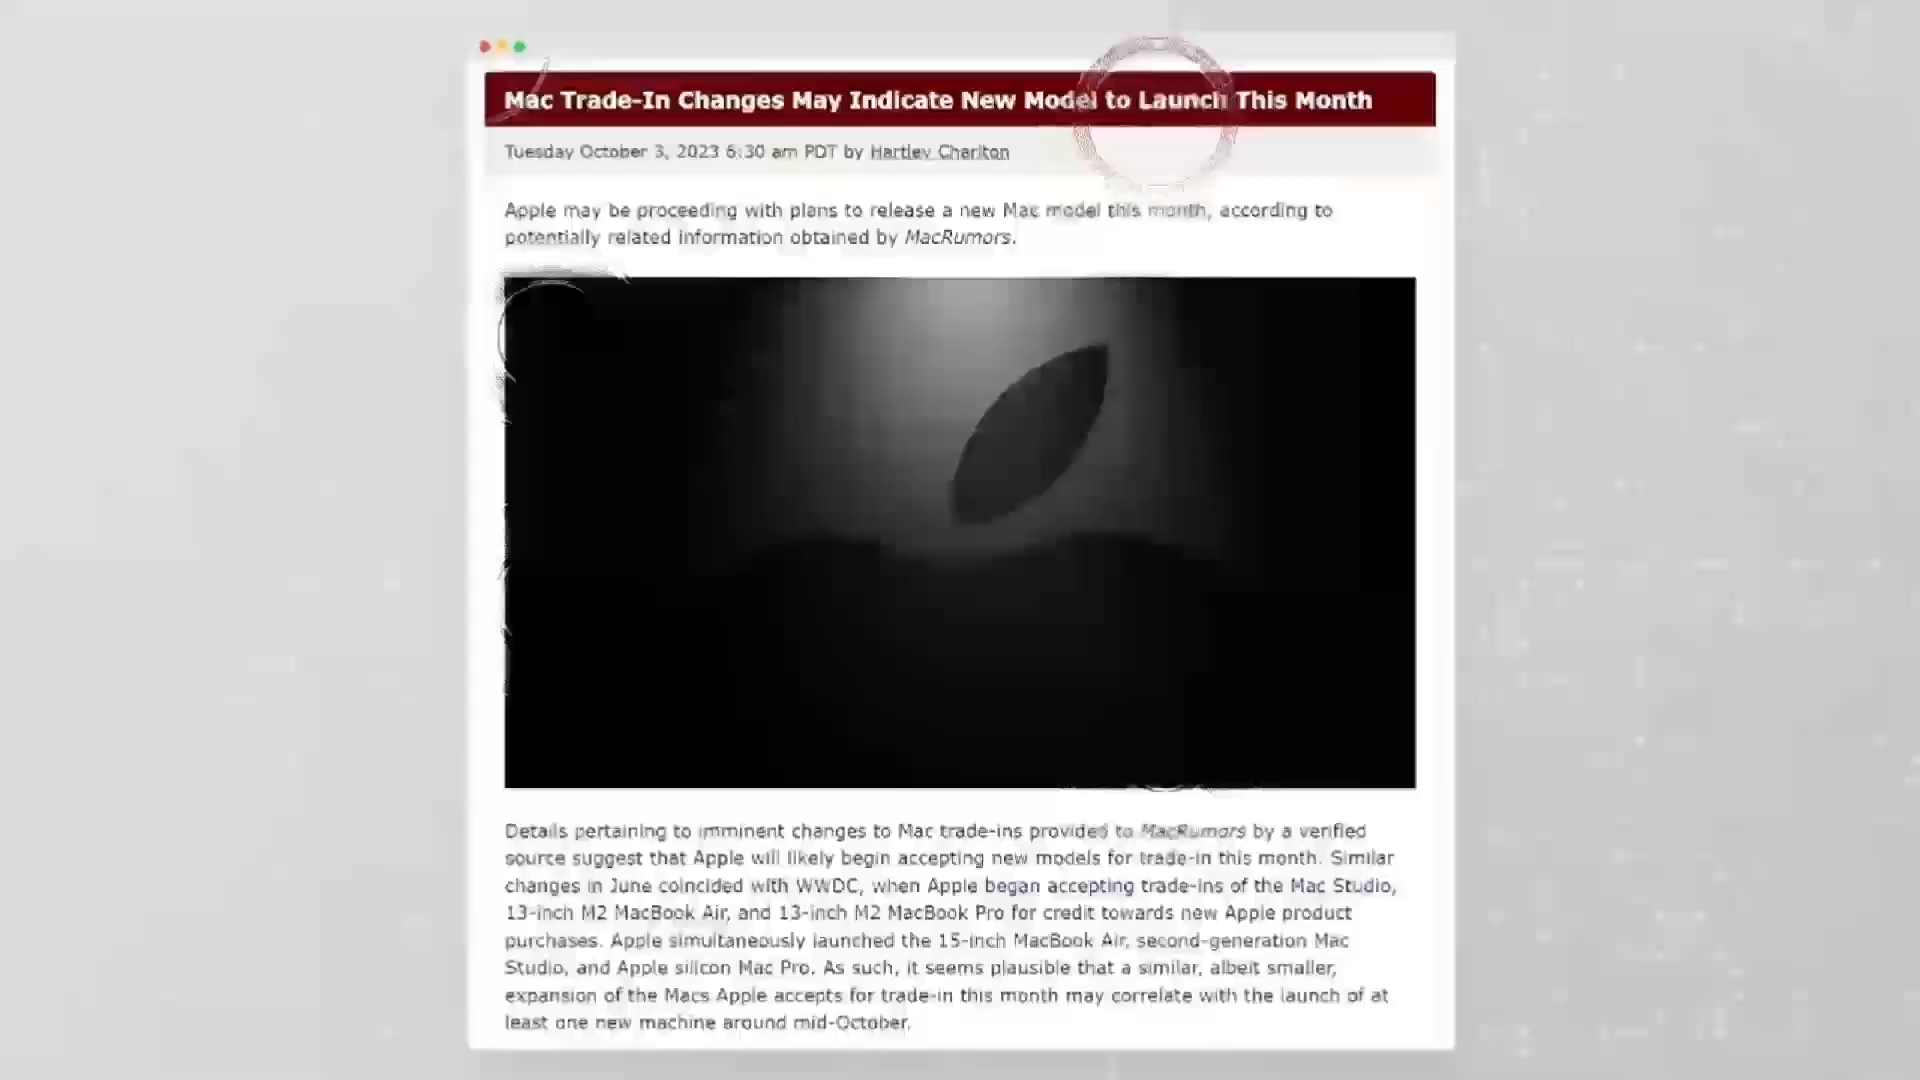 Mac Trade-In Changes May Indicate New Model to Launch This Month
Tuesday October 3, 2023 6:30 am PDT by Hartley Charlton
Apple may be proceeding with plans to release a new Mac model this month, according to
potentially related information obtained by MacRumors.
Details pertaining to imminent changes to Mac trade-ins provided to MacRumors by a verified
source suggest that Apple will likely begin accepting new models for trade-in this month. Similar
changes in June coincided with WWDC, when Apple began accepting trade-ins of the Mac Studio,
13-inch M2 MacBook Air, and 13-inch M2 MacBook Pro for credit towards new Apple product
purchases. Apple simultaneously launched the 15-inch MacBook Air, second-generation Mac
Studio, and Apple silicon Mac Pro. As such, it seems plausible that a similar, albeit smaller,
expansion of the Macs Apple accepts for trade-in this month may correlate with the launch of at
least one new machine around mid-October.